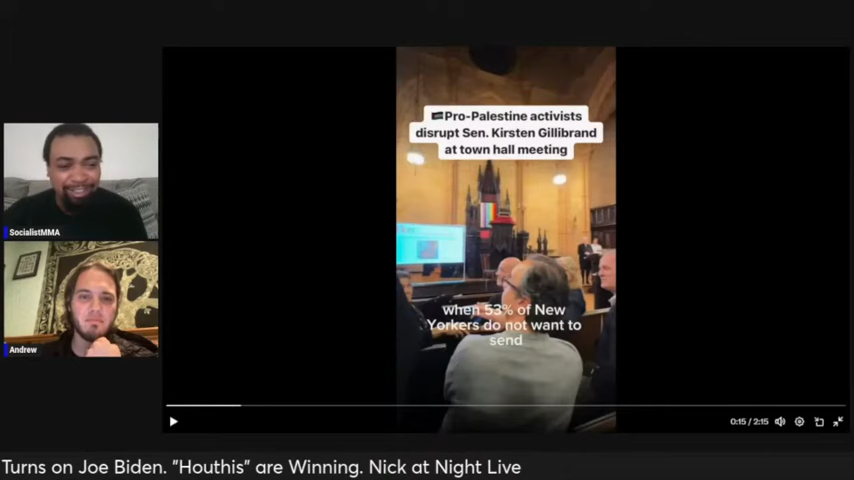 Pro-Palestine activists
disrupt Sen. Kirsten Gillibrand
at town hall meeting
SocialistMMA
when 53% of New
Yorkers do not want to
send
Andrew
0:15 / 2:15
Turns on Joe Biden. "Houthis" are Winning. Nick at Night Live